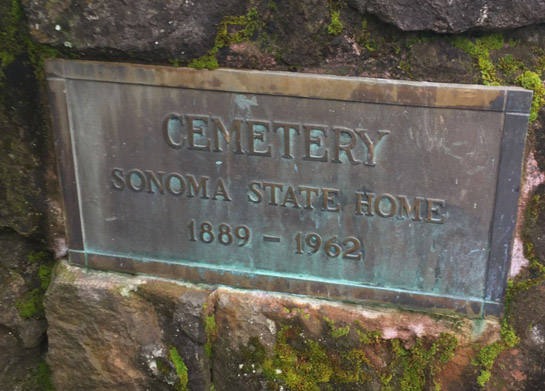 CEMETERY
SONOMA STATE HOME
1889 – 1962